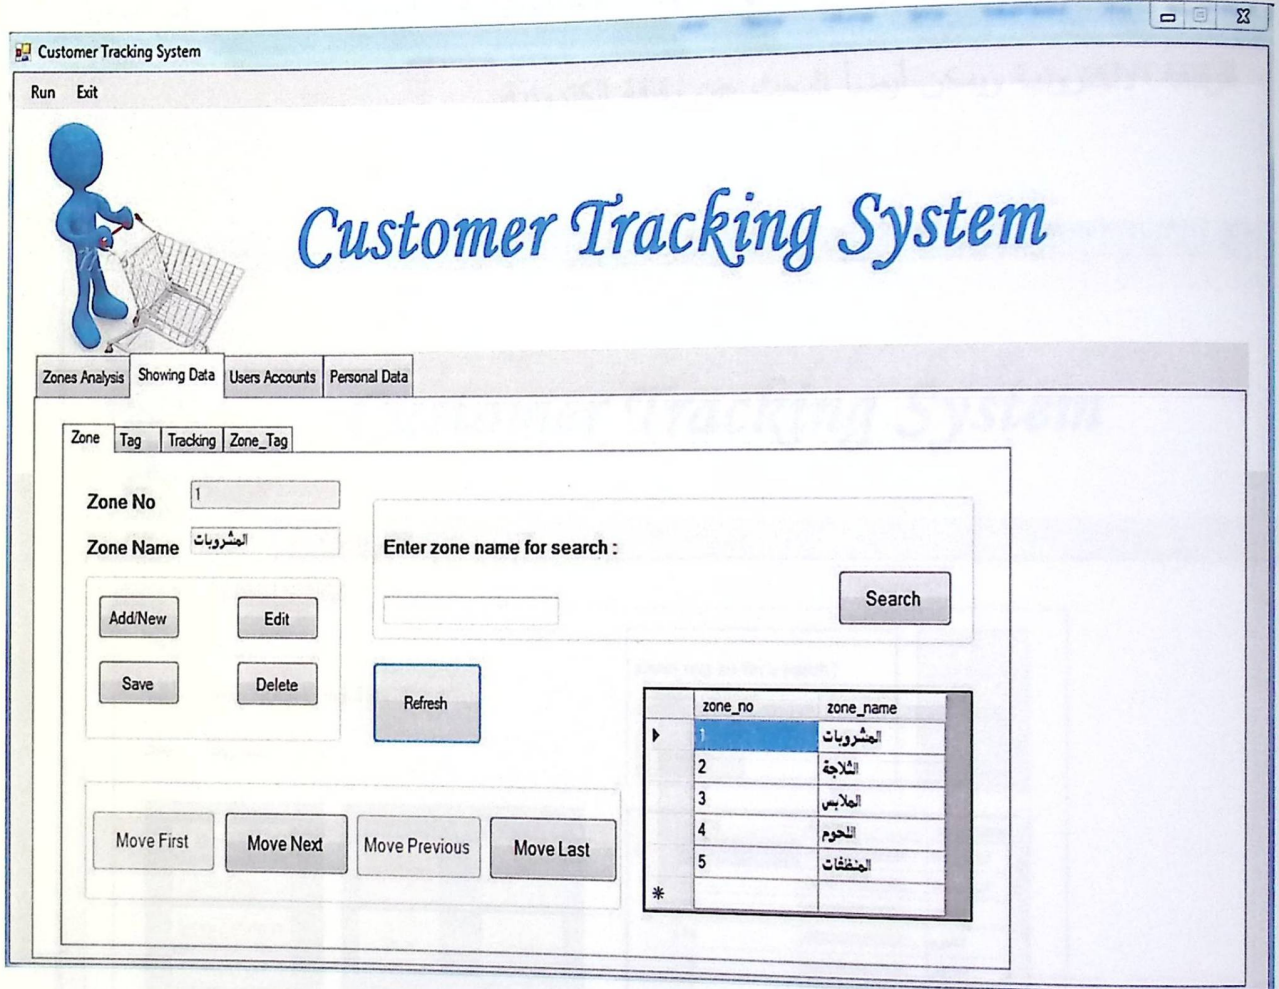 Customer Tracking System
Run Exit
Customer Tracking System
Zones Analysis Showing Data Users Accounts Personal Data
Zone Tag Tracking Zone_Tag
Zone No 1
Zone Name المشروبات
Enter zone name for search :
Search
Add/New Edit
Save Delete
Refresh
zone_no zone_name
1 المشروبات
2 الثلاجة
3 الملابس
4 اللحوم
5 المنظفات
Move First Move Next Move Previous Move Last